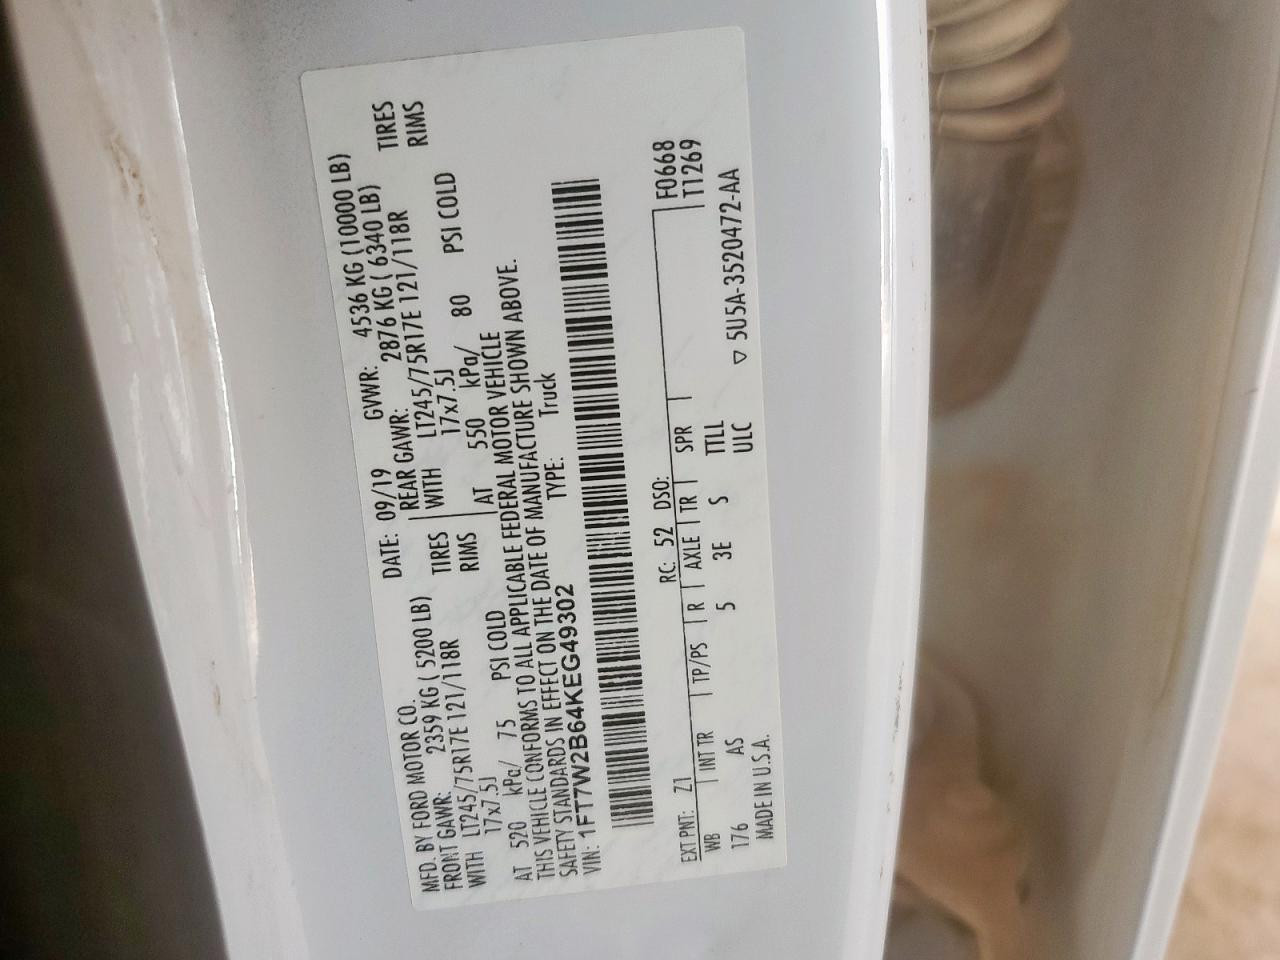 MFD. BY FORD MOTOR CO. DATE: 09/19 GVWR: 4536 KG (10000 LB)
FRONT GAWR: 2359 KG ( 5200 LB) REAR GAWR: 2876 KG ( 6340 LB)
WITH LT245/75R17E 121/118R TIRES WITH LT245/75R17E 121/118R TIRES
17x7.5J RIMS 17x7.5J RIMS
AT 520 kPa/ 75 PSI COLD AT 550 kPa/ 80 PSI COLD
THIS VEHICLE CONFORMS TO ALL APPLICABLE FEDERAL MOTOR VEHICLE
SAFETY STANDARDS IN EFFECT ON THE DATE OF MANUFACTURE SHOWN ABOVE.
VIN: 1FT7W2B64KEG49302 TYPE: Truck
F0668
EXT PNT: Z1 RC: 52 DSO: T1269
WB INT TR TP/PS R AXLE TR SPR
176 AS 5 3E S TTLL
ULC
MADE IN U.S.A. ▽ 5U5A-3520472-AA